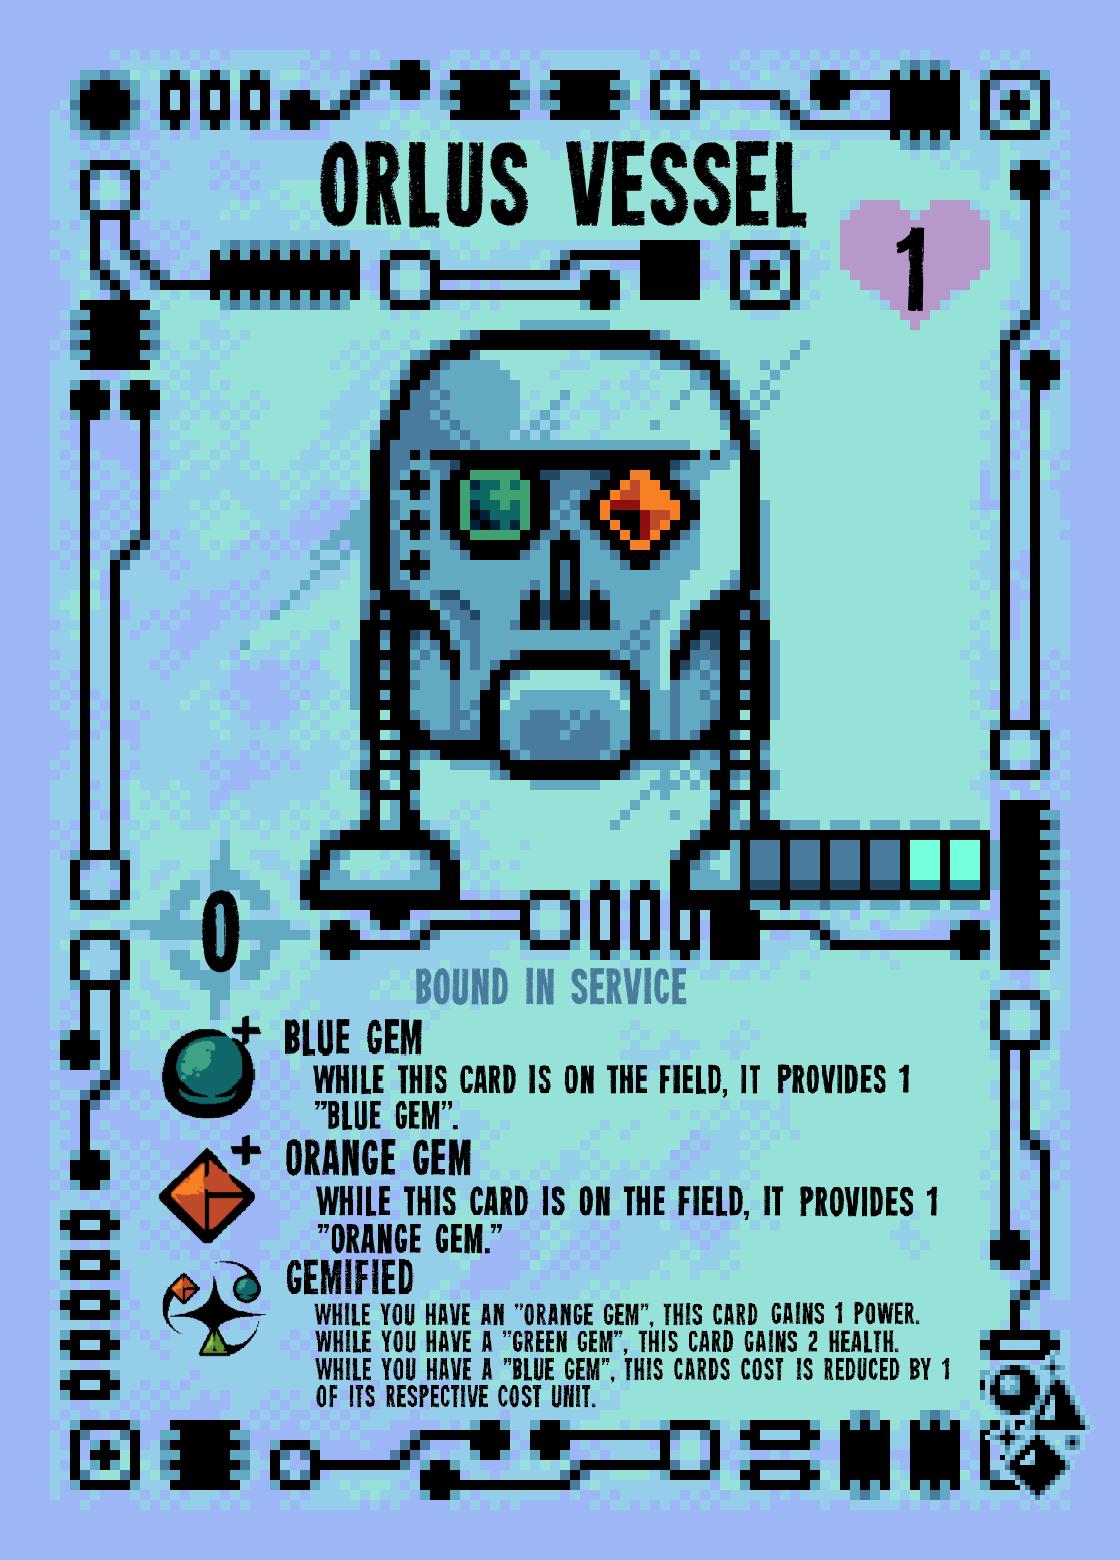 ORLUS VESSEL
1
0
BOUND IN SERVICE
BLUE GEM
WHILE THIS CARD IS ON THE FIELD, IT PROVIDES 1
"BLUE GEM".
ORANGE GEM
WHILE THIS CARD IS ON THE FIELD, IT PROVIDES 1
"ORANGE GEM."
GEMIFIED
WHILE YOU HAVE AN "ORANGE GEM", THIS CARD GAINS 1 POWER.
WHILE YOU HAVE A "GREEN GEM", THIS CARD GAINS 2 HEALTH.
WHILE YOU HAVE A "BLUE GEM", THIS CARDS COST IS REDUCED BY 1
OF ITS RESPECTIVE COST UNIT.